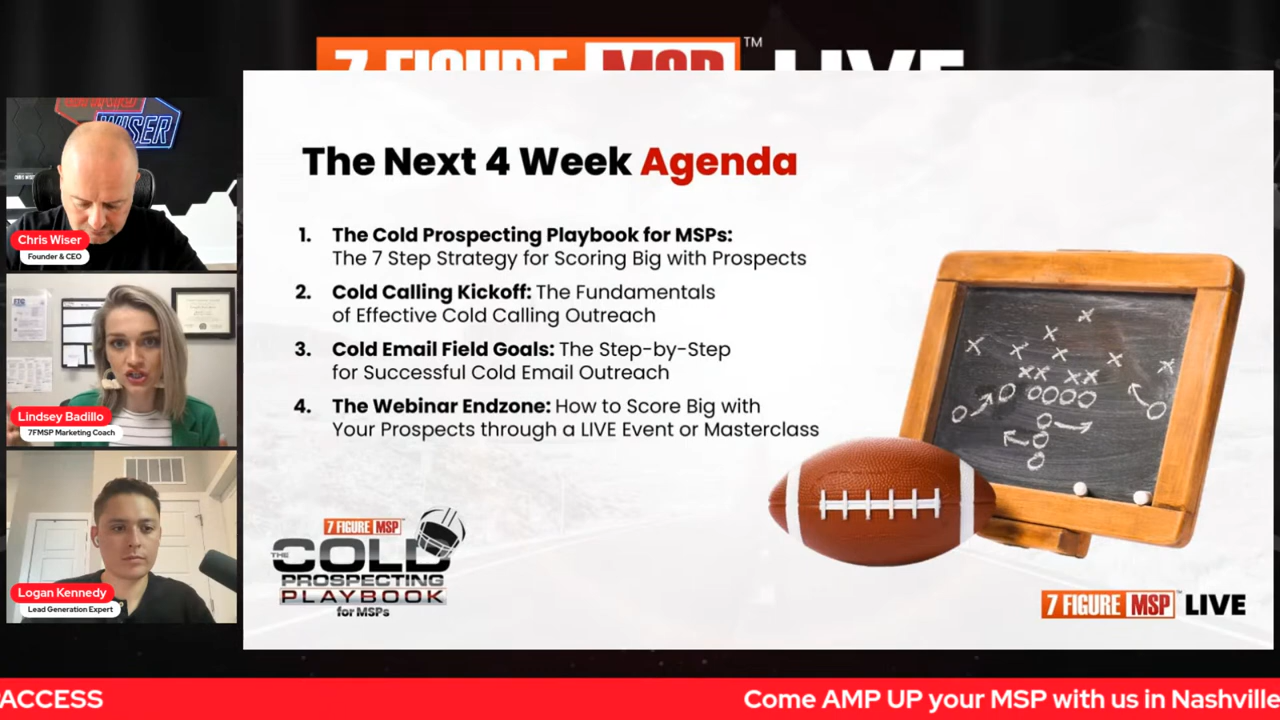 7 FIGURE MSP™ LIVE
WISER
Chris Wiser
Founder & CEO
Lindsey Badillo
7FMSP Marketing Coach
Logan Kennedy
Lead Generation Expert
The Next 4 Week Agenda
1. The Cold Prospecting Playbook for MSPs:
The 7 Step Strategy for Scoring Big with Prospects
2. Cold Calling Kickoff: The Fundamentals
of Effective Cold Calling Outreach
3. Cold Email Field Goals: The Step-by-Step
for Successful Cold Email Outreach
4. The Webinar Endzone: How to Score Big with
Your Prospects through a LIVE Event or Masterclass
7 FIGURE MSP
THE COLD
PROSPECTING
PLAYBOOK
for MSPs
7 FIGURE MSP™ LIVE
ACCESS
Come AMP UP your MSP with us in Nashville